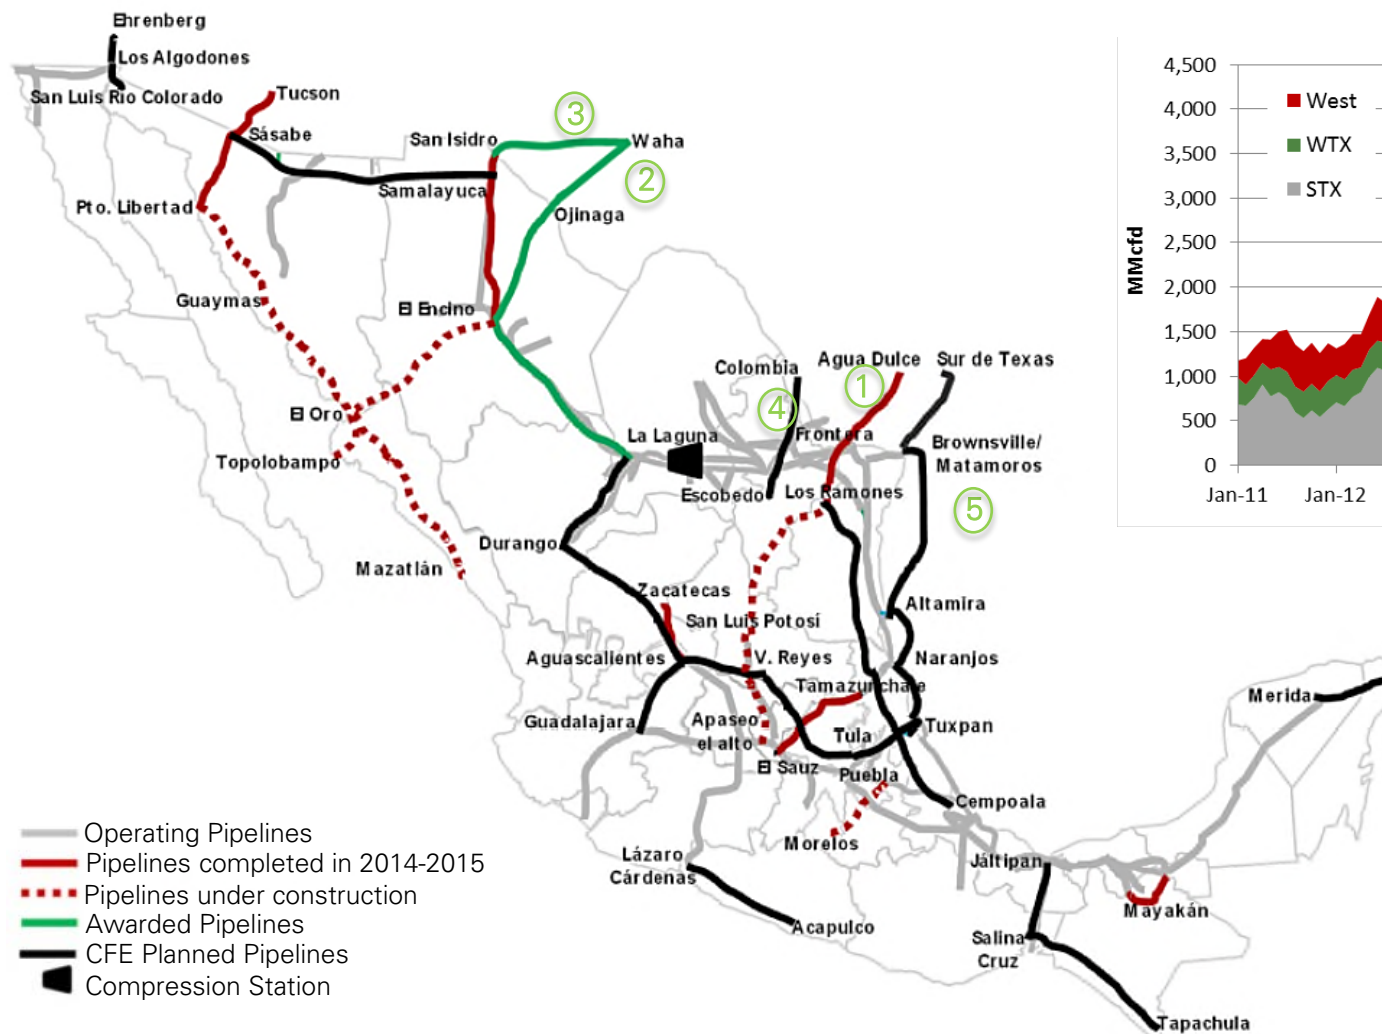 Ehrenberg
Los Algodones
San Luis Rio Colorado
Tucson
Sásabe
San Isidro
3
Waha
2
Samalayuca
Pto. Libertad
Ojinaga
Guaymas
El Encino
El Oro
Topolobampo
Mazatlán
Colombia
Agua Dulce
Sur de Texas
1
4
La Laguna
Frontera
Brownsville/
Matamoros
Escobedo
Los Ramones
5
Durango
Zacatecas
San Luis Potosí
Altamira
Aguascalientes
V. Reyes
Naranjos
Tamazunchale
Guadalajara
Apaseo
el alto
Tula
Tuxpan
El Sauz
Puebla
Cempoala
Morelos
Lázaro
Cárdenas
Acapulco
Jáltipan
Merida
Mayakán
Salina
Cruz
Tapachula
Operating Pipelines
Pipelines completed in 2014-2015
Pipelines under construction
Awarded Pipelines
CFE Planned Pipelines
Compression Station
MMcfd
4,500
4,000
3,500
3,000
2,500
2,000
1,500
1,000
500
0
West
WTX
STX
Jan-11
Jan-12